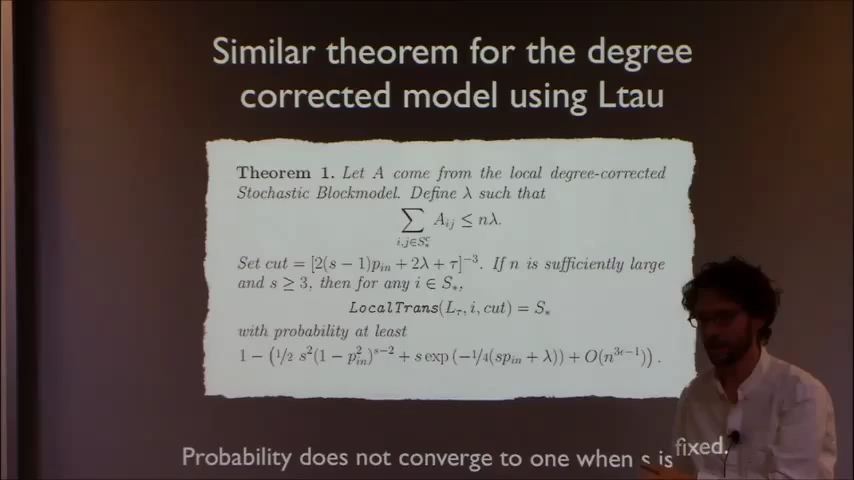 Similar theorem for the degree
corrected model using Ltau
Theorem 1. Let A come from the local degree-corrected
Stochastic Blockmodel. Define λ such that
∑ A_{ij} ≤ nλ.
i,j∈S_*^c
Set cut = [2(s − 1)p_{in} + 2λ + τ]^{−3}. If n is sufficiently large
and s ≥ 3, then for any i ∈ S_*,
LocalTrans(L_τ, i, cut) = S_*
with probability at least
1 − (1/2 s^2(1 − p_{in}^2)^{s−2} + s exp (−1/4(sp_{in} + λ)) + O(n^{3ϵ−1})) .
Probability does not converge to one when s is fixed.